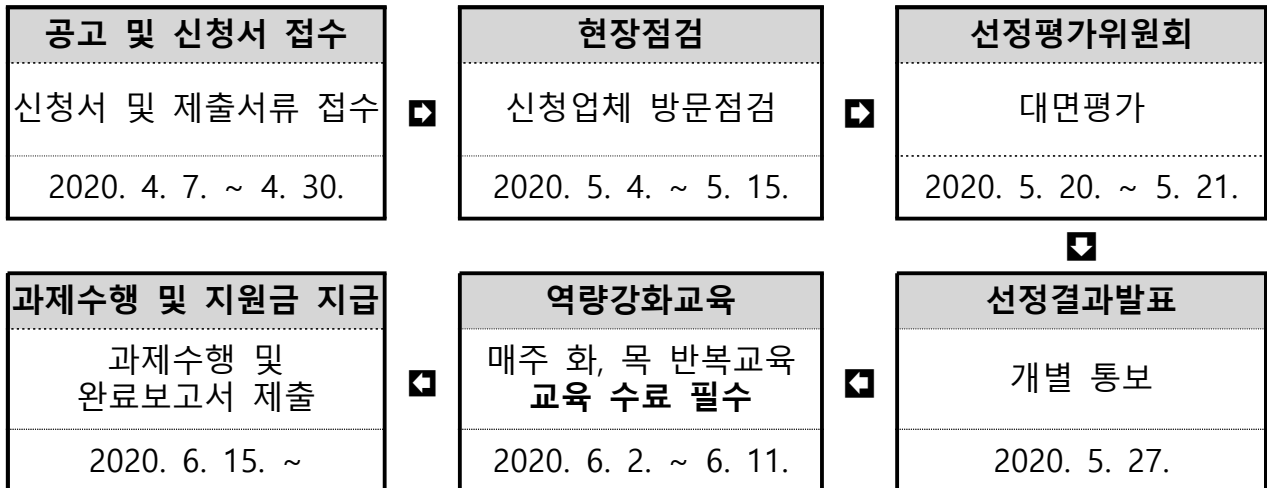 공고 및 신청서 접수
신청서 및 제출서류 접수
2020. 4. 7. ~ 4. 30.
현장점검
신청업체 방문점검
2020. 5. 4. ~ 5. 15.
선정평가위원회
대면평가
2020. 5. 20. ~ 5. 21.
선정결과발표
개별 통보
2020. 5. 27.
역량강화교육
매주 화, 목 반복교육
교육 수료 필수
2020. 6. 2. ~ 6. 11.
과제수행 및 지원금 지급
과제수행 및
완료보고서 제출
2020. 6. 15. ~